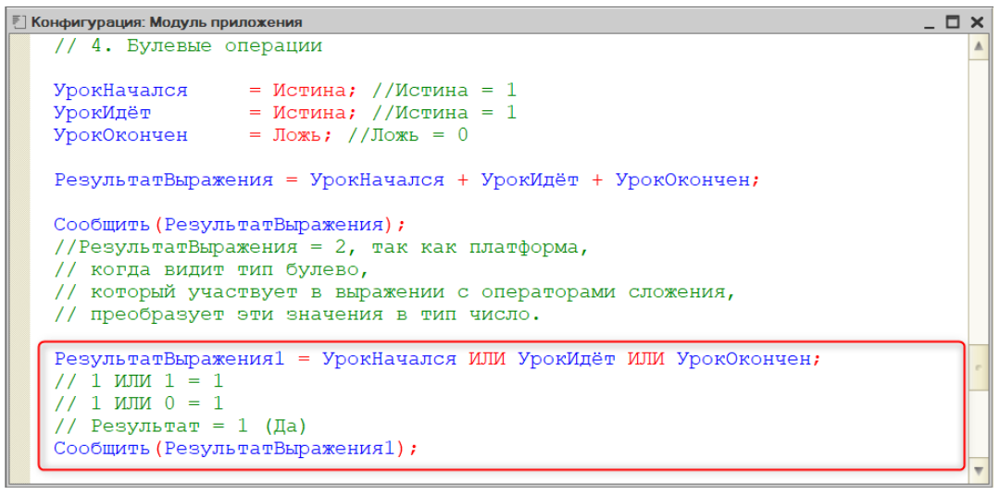 Конфигурация: Модуль приложения
// 4. Булевые операции
УрокНачался = Истина; //Истина = 1
УрокИдёт = Истина; //Истина = 1
УрокОкончен = Ложь; //Ложь = 0
РезультатВыражения = УрокНачался + УрокИдёт + УрокОкончен;
Сообщить(РезультатВыражения);
//РезультатВыражения = 2, так как платформа,
// когда видит тип булево,
// который участвует в выражении с операторами сложения,
// преобразует эти значения в тип число.
РезультатВыражения1 = УрокНачался ИЛИ УрокИдёт ИЛИ УрокОкончен;
// 1 ИЛИ 1 = 1
// 1 ИЛИ 0 = 1
// Результат = 1 (Да)
Сообщить(РезультатВыражения1);